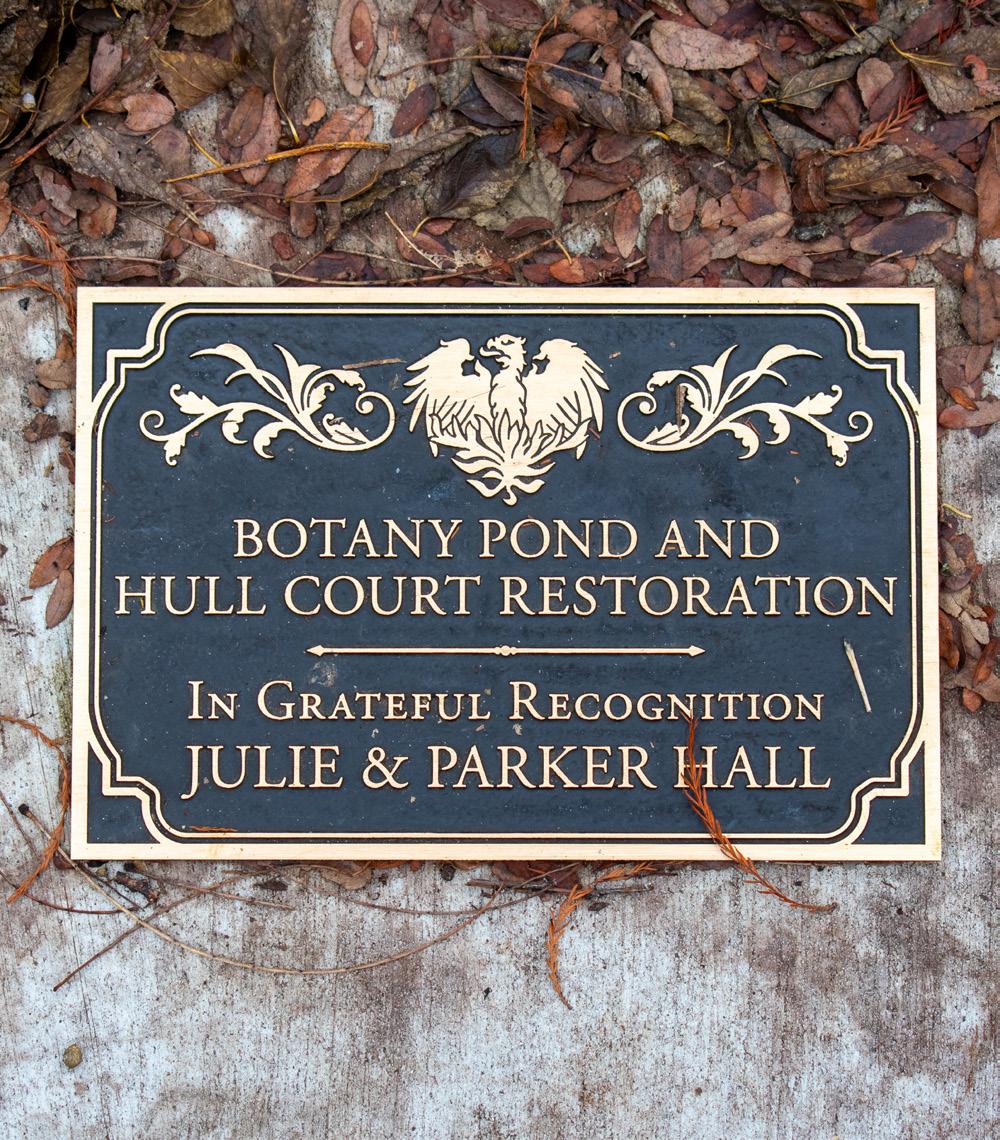 BOTANY POND AND
HULL COURT RESTORATION
IN GRATEFUL RECOGNITION
JULIE & PARKER HALL